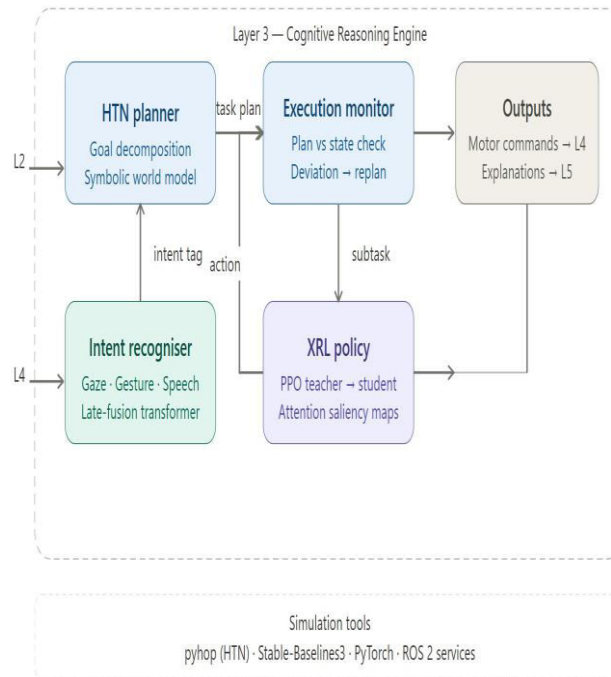 Layer 3 — Cognitive Reasoning Engine
HTN planner
Goal decomposition
Symbolic world model
task plan
Execution monitor
Plan vs state check
Deviation → replan
Outputs
Motor commands → L4
Explanations → L5
L2
intent tag
action
subtask
L4
Intent recogniser
Gaze · Gesture · Speech
Late-fusion transformer
XRL policy
PPO teacher → student
Attention saliency maps
Simulation tools
pyhop (HTN) · Stable-Baselines3 · PyTorch · ROS 2 services